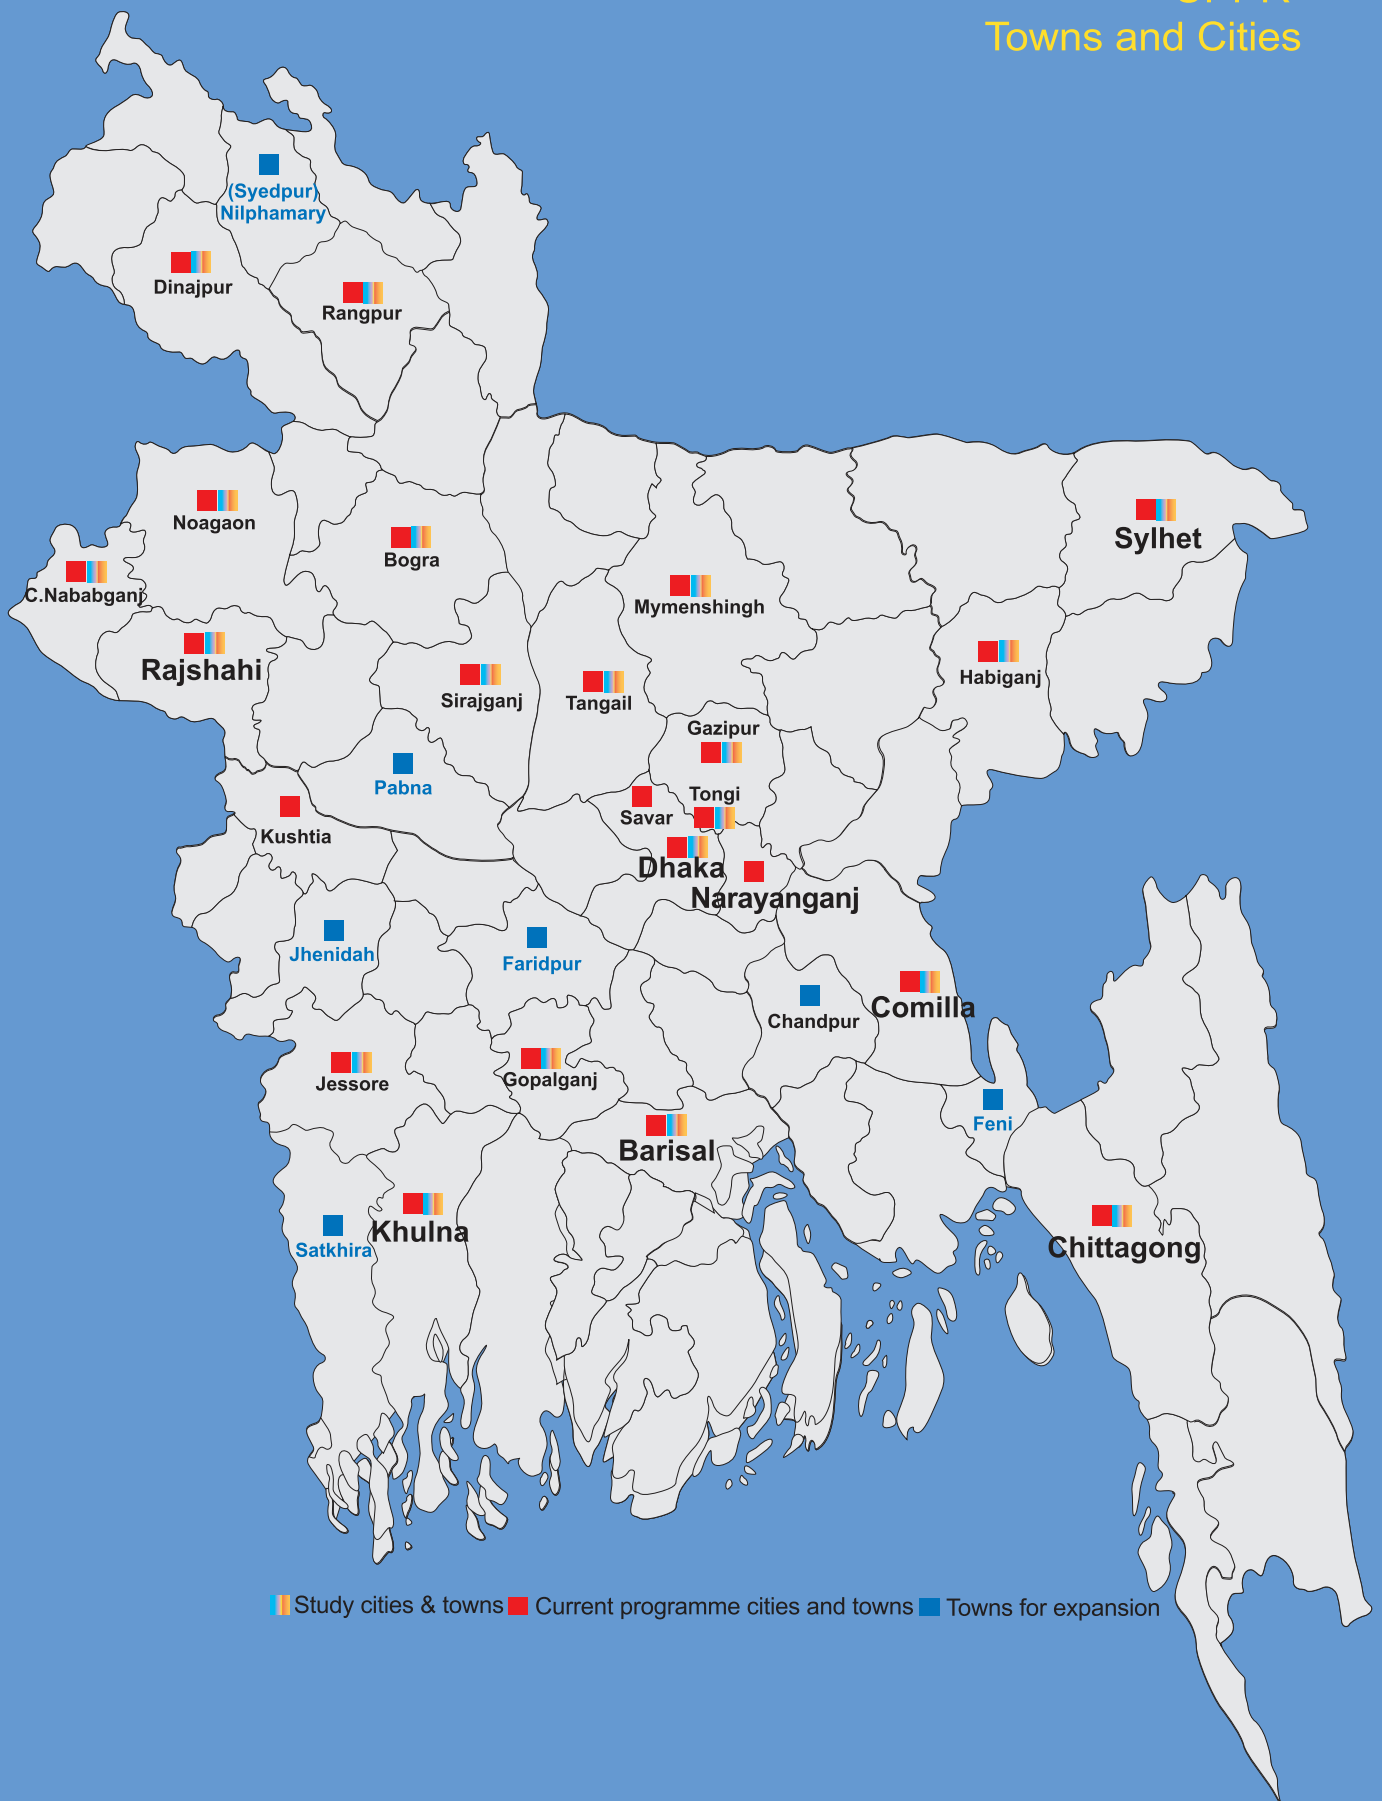 Towns and Cities
(Syedpur)
Nilphamary
Dinajpur
Rangpur
Noagaon
Bogra
Sylhet
C.Nababganj
Mymenshingh
Rajshahi
Habiganj
Sirajganj
Tangail
Gazipur
Pabna
Tongi
Savar
Kushtia
Dhaka
Narayanganj
Jhenidah
Faridpur
Chandpur
Comilla
Jessore
Gopalganj
Feni
Barisal
Khulna
Satkhira
Chittagong
Study cities & towns
Current programme cities and towns
Towns for expansion